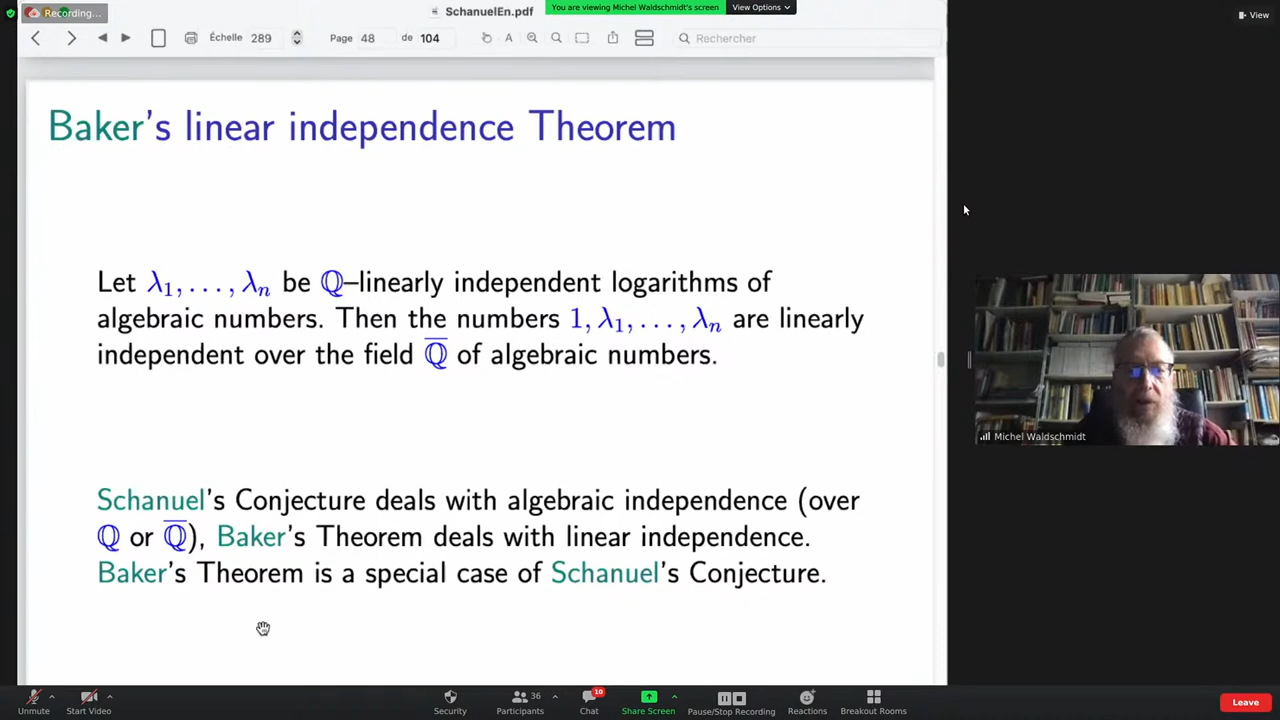 Recording...
SchanuelEn.pdf
You are viewing Michel Waldschmidt's screen
View Options
View
Échelle 289
Page 48 de 104
Rechercher
Baker's linear independence Theorem
Let λ₁, . . . , λₙ be ℚ–linearly independent logarithms of
algebraic numbers. Then the numbers 1, λ₁, . . . , λₙ are linearly
independent over the field ℚ̅ of algebraic numbers.
Schanuel's Conjecture deals with algebraic independence (over
ℚ or ℚ̅), Baker's Theorem deals with linear independence.
Baker's Theorem is a special case of Schanuel's Conjecture.
Michel Waldschmidt
Unmute
Start Video
Security
Participants 36
Chat 10
Share Screen
Pause/Stop Recording
Reactions
Breakout Rooms
Leave